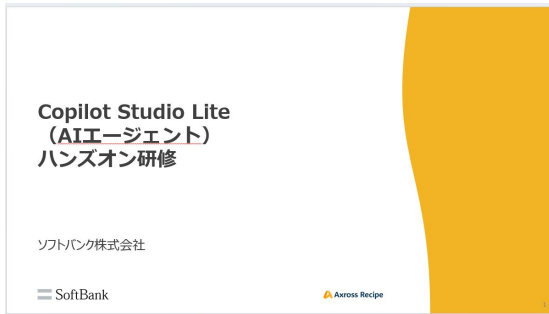 Copilot Studio Lite
（AIエージェント）
ハンズオン研修
ソフトバンク株式会社
SoftBank
Axross Recipe
1